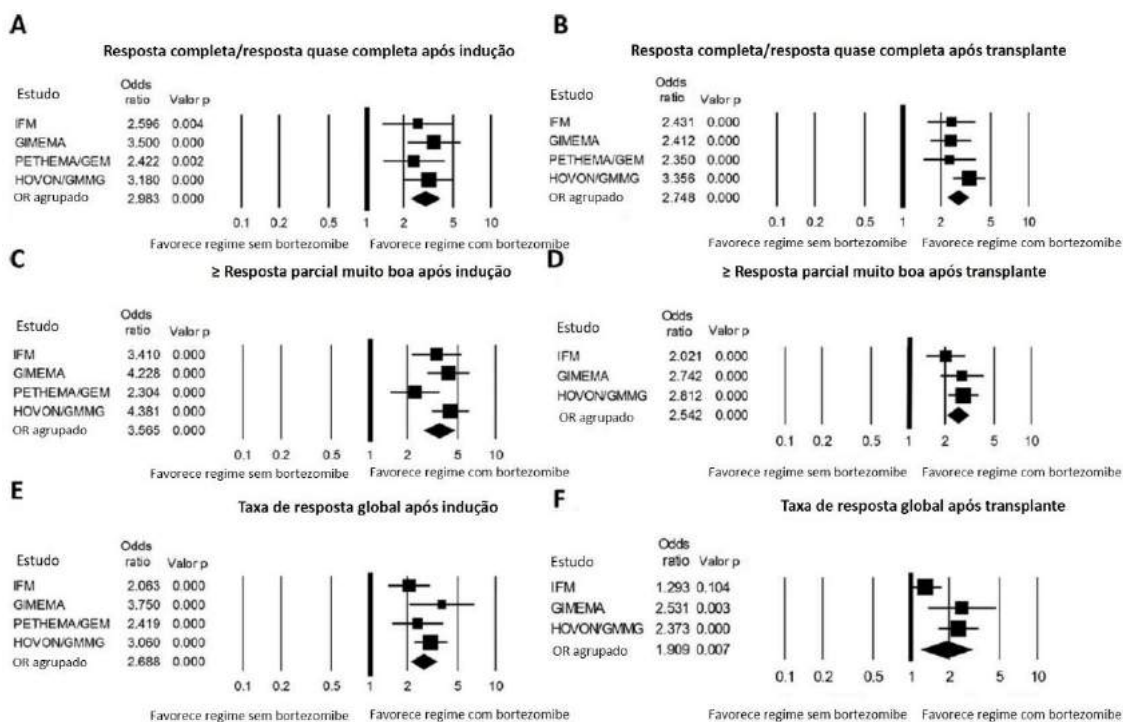 A
Resposta completa/resposta quase completa após indução
Estudo Odds ratio Valor p
IFM 2.596 0.004
GIMEMA 3.500 0.000
PETHEMA/GEM 2.422 0.002
HOVON/GMMG 3.180 0.000
OR agrupado 2.983 0.000
0.1 0.2 0.5 1 2 5 10
Favorece regime sem bortezomibe Favorece regime com bortezomibe
B
Resposta completa/resposta quase completa após transplante
Estudo Odds ratio Valor p
IFM 2.431 0.000
GIMEMA 2.412 0.000
PETHEMA/GEM 2.350 0.000
HOVON/GMMG 3.356 0.000
OR agrupado 2.748 0.000
0.1 0.2 0.5 1 2 5 10
Favorece regime sem bortezomibe Favorece regime com bortezomibe
C
≥ Resposta parcial muito boa após indução
Estudo Odds ratio Valor p
IFM 3.410 0.000
GIMEMA 4.228 0.000
PETHEMA/GEM 2.304 0.000
HOVON/GMMG 4.381 0.000
OR agrupado 3.565 0.000
0.1 0.2 0.5 1 2 5 10
Favorece regime sem bortezomibe Favorece regime com bortezomibe
D
≥ Resposta parcial muito boa após transplante
Estudo Odds ratio Valor p
IFM 2.021 0.000
GIMEMA 2.742 0.000
HOVON/GMMG 2.812 0.000
OR agrupado 2.542 0.000
0.1 0.2 0.5 1 2 5 10
Favorece regime sem bortezomibe Favorece regime com bortezomibe
E
Taxa de resposta global após indução
Estudo Odds ratio Valor p
IFM 2.063 0.000
GIMEMA 3.750 0.000
PETHEMA/GEM 2.419 0.000
HOVON/GMMG 3.060 0.000
OR agrupado 2.688 0.000
0.1 0.2 0.5 1 2 5 10
Favorece regime sem bortezomibe Favorece regime com bortezomibe
F
Taxa de resposta global após transplante
Estudo Odds ratio Valor p
IFM 1.293 0.104
GIMEMA 2.531 0.003
HOVON/GMMG 2.373 0.000
OR agrupado 1.909 0.007
0.1 0.2 0.5 1 2 5 10
Favorece regime sem bortezomibe Favorece regime com bortezomibe